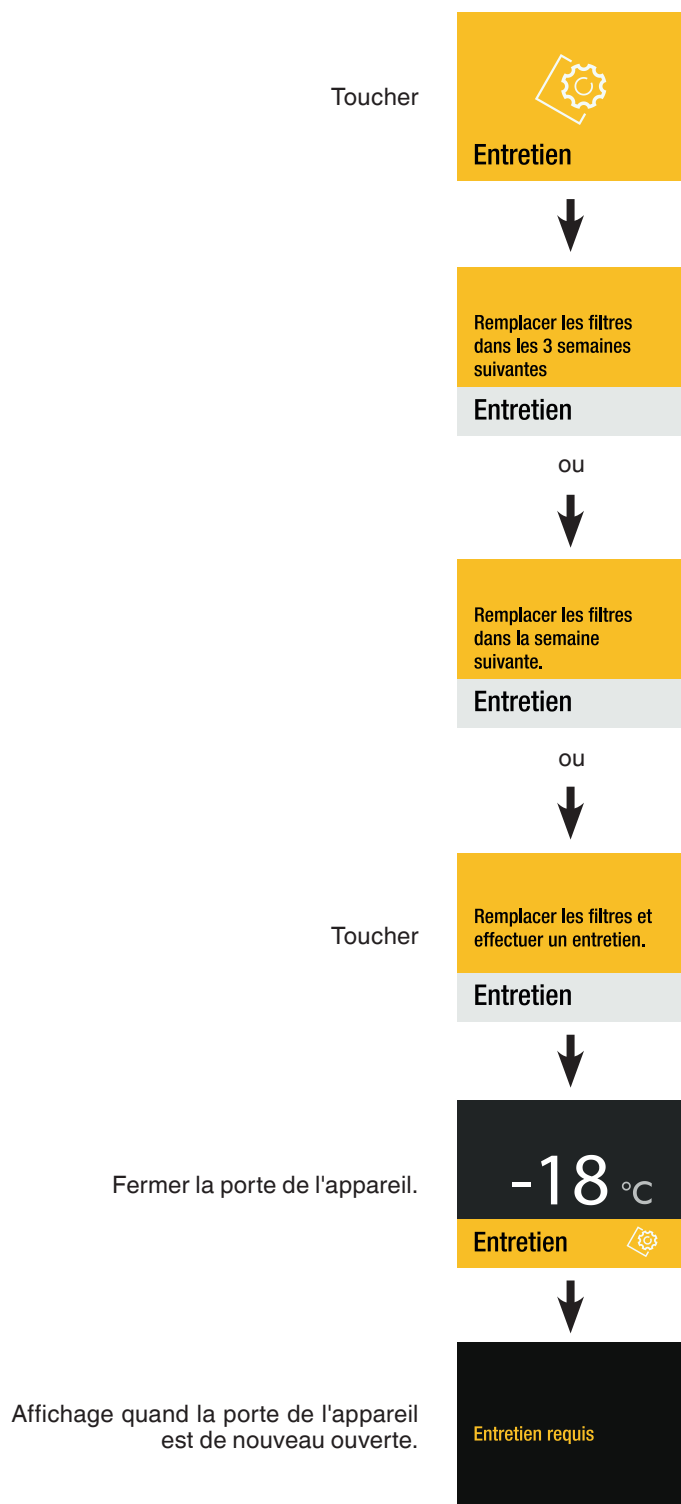 Toucher
Entretien
Remplacer les filtres
dans les 3 semaines
suivantes
Entretien
ou
Remplacer les filtres
dans la semaine
suivante.
Entretien
ou
Toucher
Remplacer les filtres et
effectuer un entretien.
Entretien
Fermer la porte de l'appareil.
-18 °C
Entretien
Affichage quand la porte de l'appareil
est de nouveau ouverte.
Entretien requis